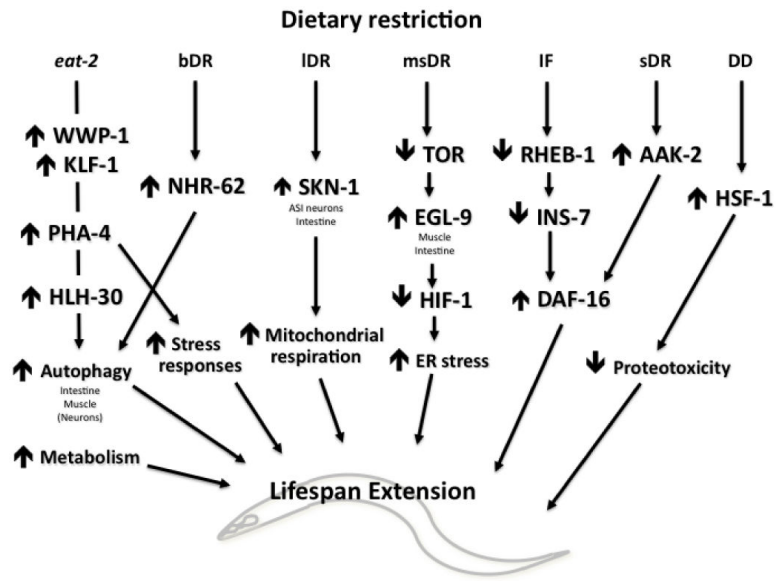 Dietary restriction
eat-2
bDR
lDR
msDR
IF
sDR
DD
WWP-1
KLF-1
PHA-4
HLH-30
Autophagy
Intestine
Muscle
(Neurons)
Metabolism
NHR-62
Stress
responses
SKN-1
ASI neurons
Intestine
Mitochondrial
respiration
TOR
EGL-9
Muscle
Intestine
HIF-1
ER stress
RHEB-1
INS-7
DAF-16
AAK-2
HSF-1
Proteotoxicity
Lifespan Extension